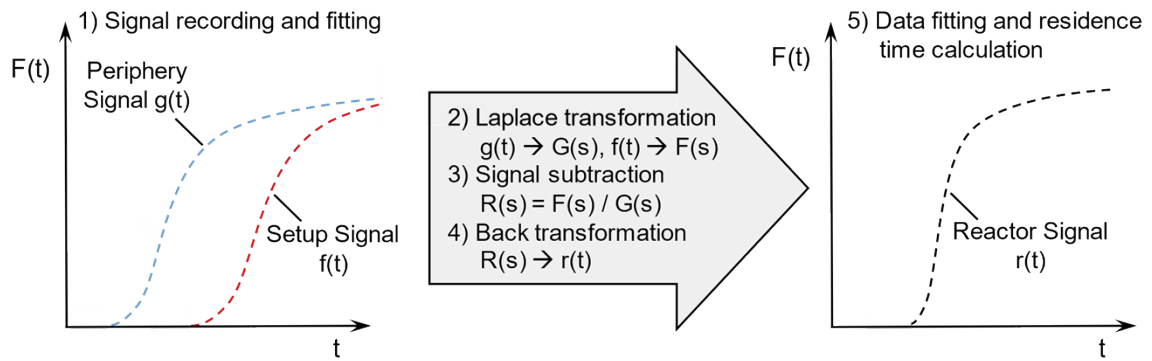 1) Signal recording and fitting
F(t)
Periphery
Signal g(t)
Setup Signal
f(t)
t
2) Laplace transformation
g(t) → G(s), f(t) → F(s)
3) Signal subtraction
R(s) = F(s) / G(s)
4) Back transformation
R(s) → r(t)
5) Data fitting and residence
time calculation
F(t)
Reactor Signal
r(t)
t